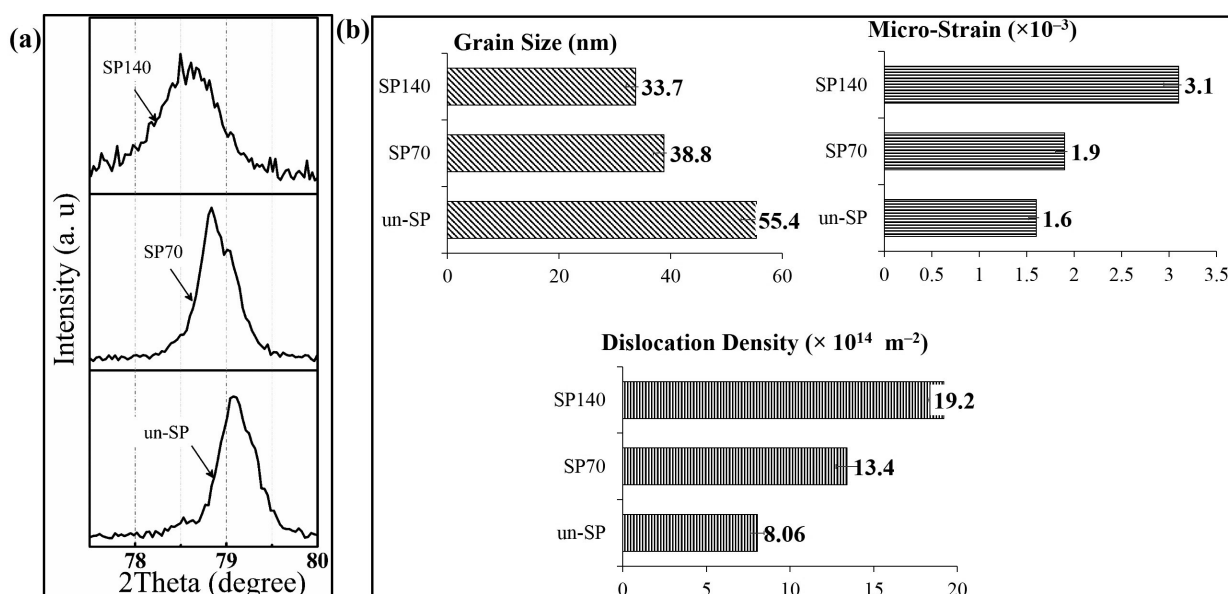 (a)
SP140
SP70
un-SP
Intensity (a. u)
78 79 80
2Theta (degree)
(b)
Grain Size (nm)
SP140 33.7
SP70 38.8
un-SP 55.4
0 20 40 60
Micro-Strain (×10⁻³)
SP140 3.1
SP70 1.9
un-SP 1.6
0 0.5 1 1.5 2 2.5 3 3.5
Dislocation Density (× 10¹⁴ m⁻²)
SP140 19.2
SP70 13.4
un-SP 8.06
0 5 10 15 20